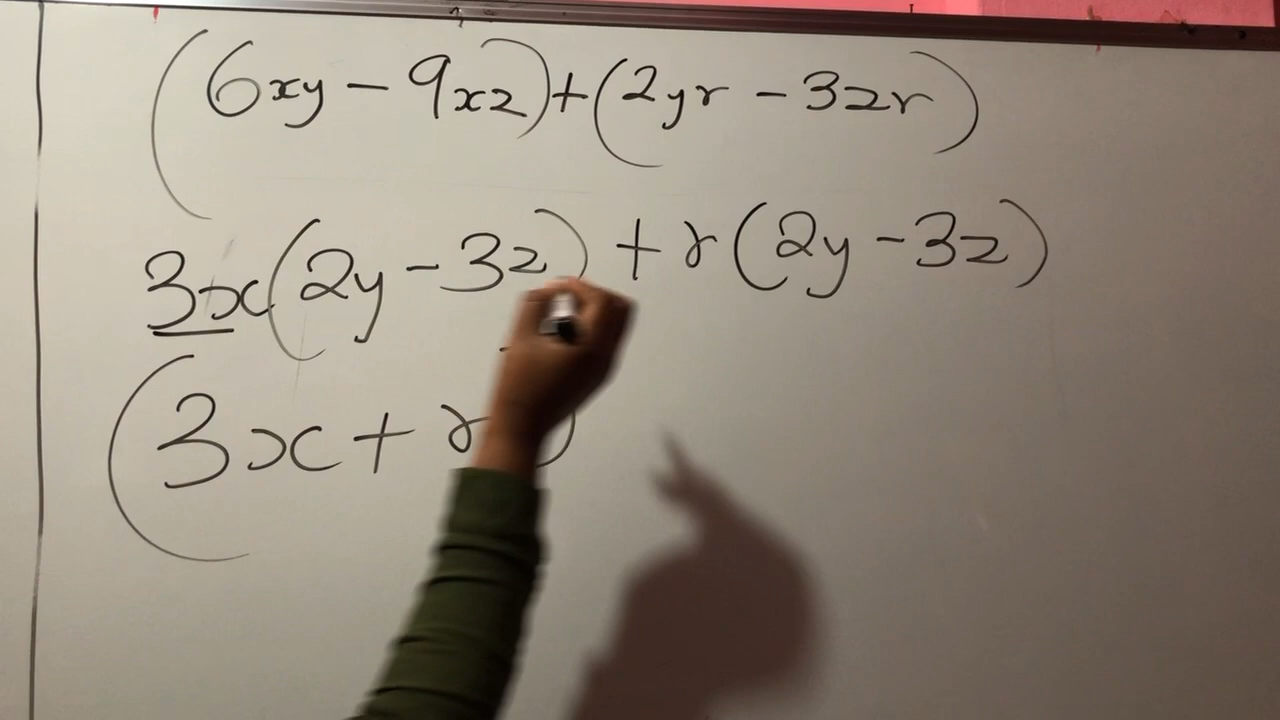 (6xy - 9xz) + (2yr - 3zr)
3x(2y - 3z) + r(2y - 3z)
(3x + r)